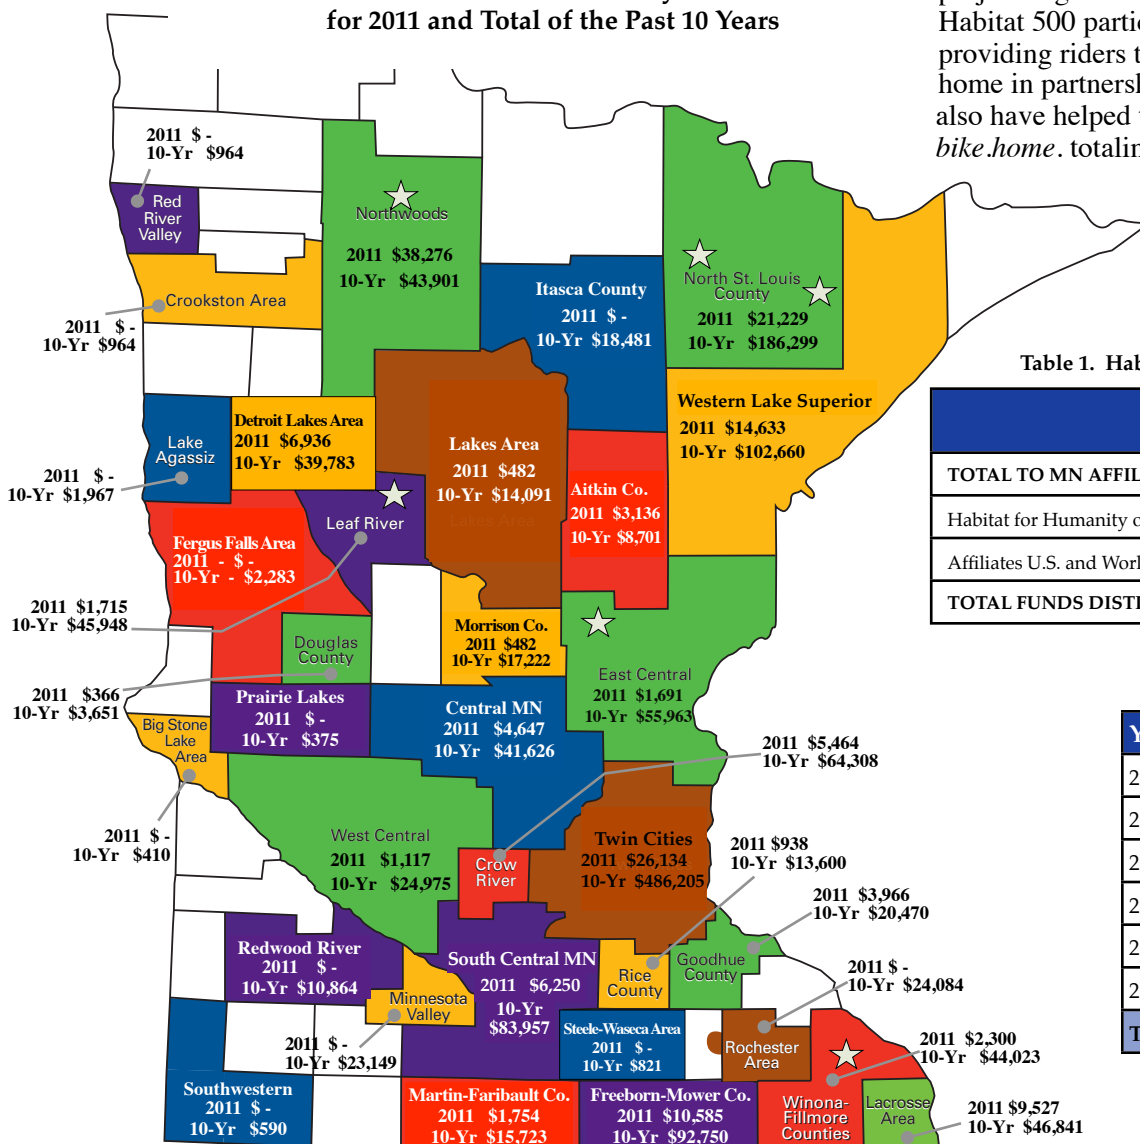 for 2011 and Total of the Past 10 Years
Habitat 500 partic
providing riders t
home in partnersh
also have helped
bike.home. totalin
2011 $ -
10-Yr $964
Red
River
Valley
Northwoods
2011 $38,276
10-Yr $43,901
Crookston Area
2011 $ -
10-Yr $964
Itasca County
2011 $ -
10-Yr $18,481
North St. Louis
County
2011 $21,229
10-Yr $186,299
Table 1. Hab
Western Lake Superior
2011 $14,633
10-Yr $102,660
Detroit Lakes Area
2011 $6,936
10-Yr $39,783
Lake
Agassiz
2011 $ -
10-Yr $1,967
Lakes Area
2011 $482
10-Yr $14,091
Lakes Area
Aitkin Co.
2011 $3,136
10-Yr $8,701
TOTAL TO MN AFFIL
Habitat for Humanity o
Affiliates U.S. and Worl
TOTAL FUNDS DISTI
Leaf River
Fergus Falls Area
2011 - $ -
10-Yr - $2,283
2011 $1,715
10-Yr $45,948
Douglas
County
Morrison Co.
2011 $482
10-Yr $17,222
East Central
2011 $1,691
10-Yr $55,963
2011 $366
10-Yr $3,651
Prairie Lakes
2011 $ -
10-Yr $375
Central MN
2011 $4,647
10-Yr $41,626
Big Stone
Lake
Area
2011 $5,464
10-Yr $64,308
Y
2
2
2
2
2
2
T
2011 $ -
10-Yr $410
West Central
2011 $1,117
10-Yr $24,975
Crow
River
Twin Cities
2011 $26,134
10-Yr $486,205
2011 $938
10-Yr $13,600
2011 $3,966
10-Yr $20,470
Redwood River
2011 $ -
10-Yr $10,864
South Central MN
2011 $6,250
10-Yr
$83,957
Rice
County
Goodhue
County
2011 $ -
10-Yr $24,084
Minnesota
Valley
2011 $ -
10-Yr $23,149
Steele-Waseca Area
2011 $ -
10-Yr $821
Rochester
Area
2011 $2,300
10-Yr $44,023
Southwestern
2011 $ -
10-Yr $590
Martin-Faribault Co.
2011 $1,754
10-Yr $15,723
Freeborn-Mower Co.
2011 $10,585
10-Yr $92,750
Winona-
Fillmore
Counties
Lacrosse
Area
2011 $9,527
10-Yr $46,841